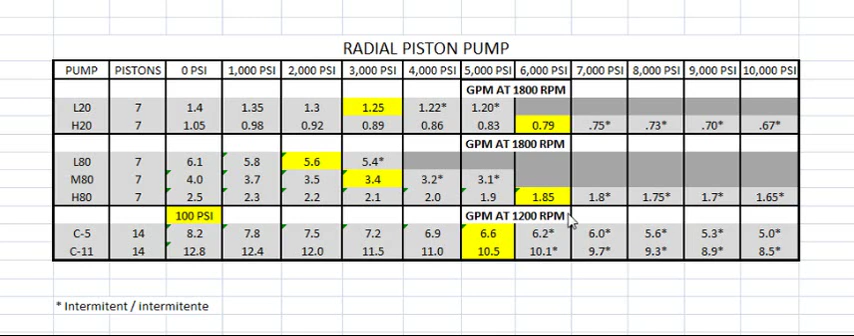 RADIAL PISTON PUMP
PUMP PISTONS 0 PSI 1,000 PSI 2,000 PSI 3,000 PSI 4,000 PSI 5,000 PSI 6,000 PSI 7,000 PSI 8,000 PSI 9,000 PSI 10,000 PSI
GPM AT 1800 RPM
L20 7 1.4 1.35 1.3 1.25 1.22* 1.20*
H20 7 1.05 0.98 0.92 0.89 0.86 0.83 0.79 .75* .73* .70* .67*
GPM AT 1800 RPM
L80 7 6.1 5.8 5.6 5.4*
M80 7 4.0 3.7 3.5 3.4 3.2* 3.1*
H80 7 2.5 2.3 2.2 2.1 2.0 1.9 1.85 1.8* 1.75* 1.7* 1.65*
100 PSI GPM AT 1200 RPM
C-5 14 8.2 7.8 7.5 7.2 6.9 6.6 6.2* 6.0* 5.6* 5.3* 5.0*
C-11 14 12.8 12.4 12.0 11.5 11.0 10.5 10.1* 9.7* 9.3* 8.9* 8.5*
* Intermitent / intermitente